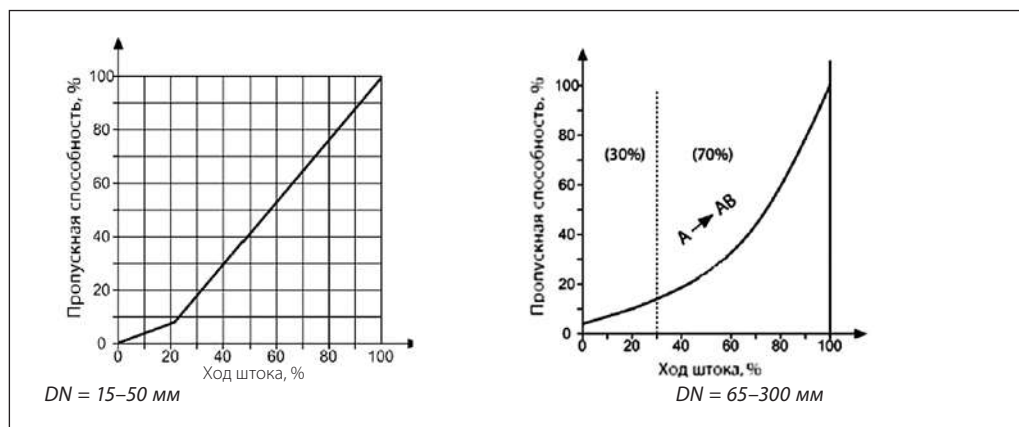 Пропускная способность, %
100
80
60
40
20
0
0 20 40 60 80 100
Ход штока, %
DN = 15–50 мм
Пропускная способность, %
100
80
60
40
20
0
(30%) (70%)
A AB
0 20 40 60 80 100
Ход штока, %
DN = 65–300 мм